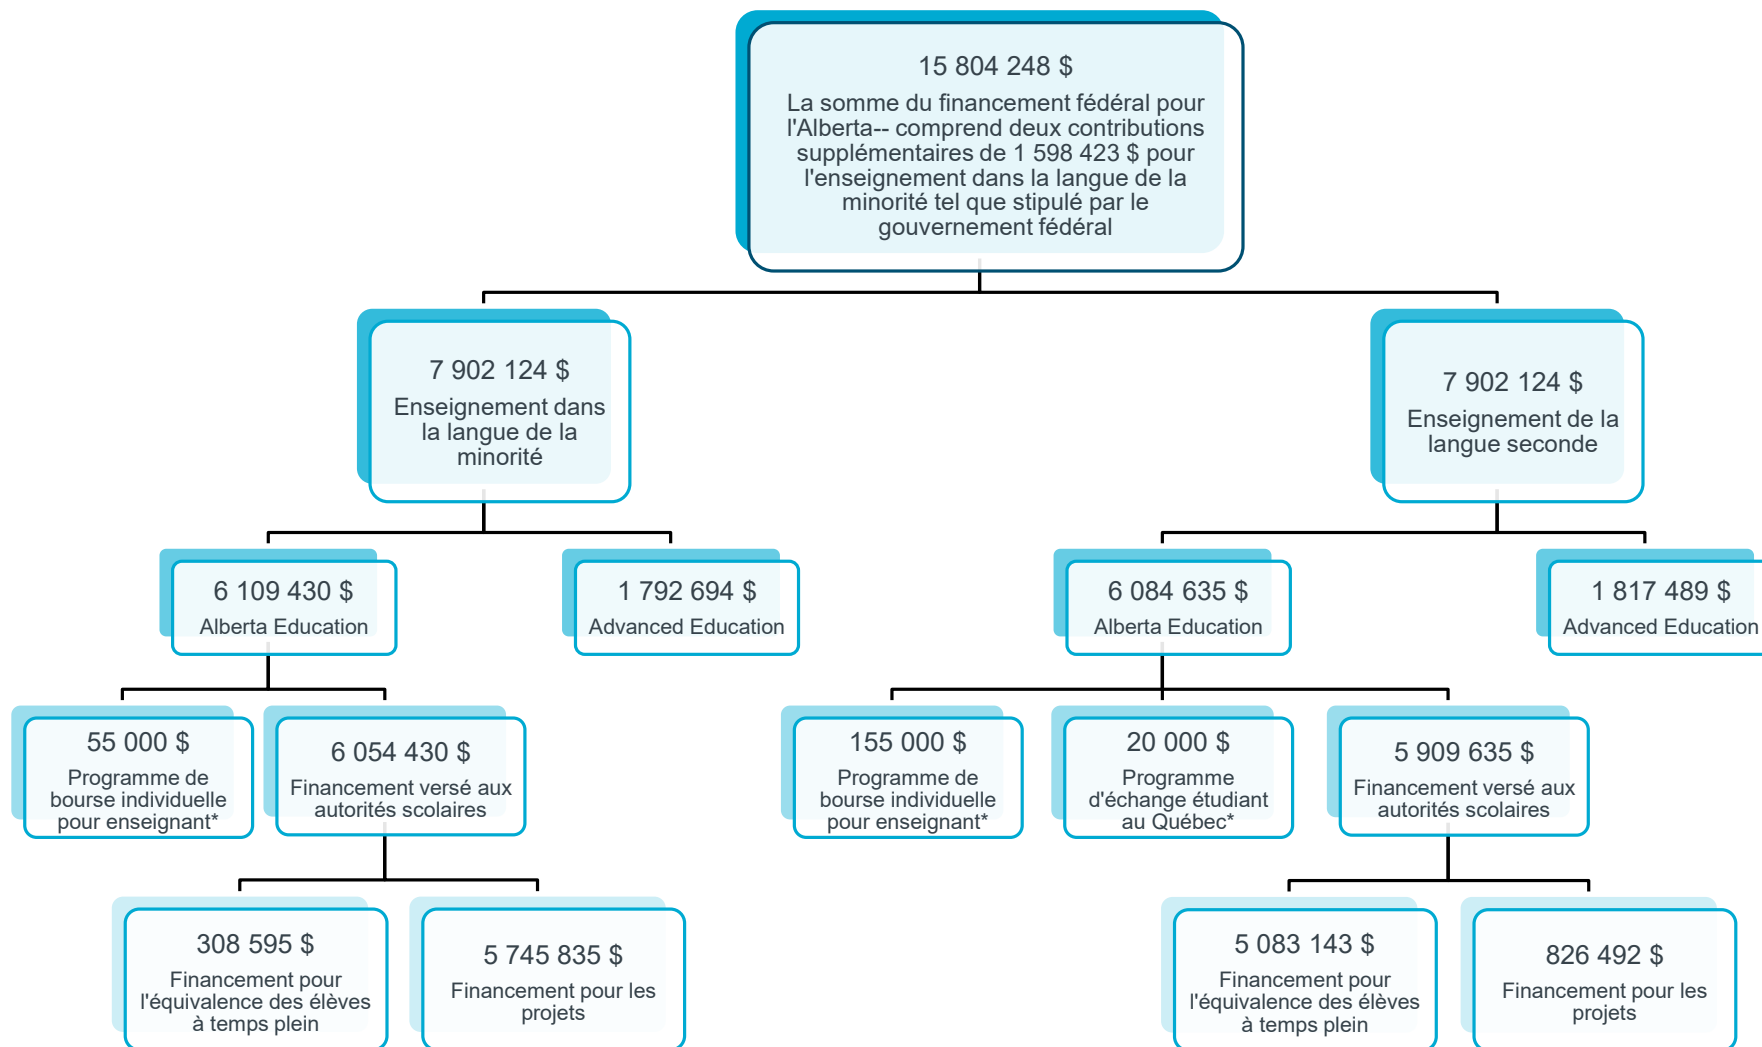 15 804 248 $
La somme du financement fédéral pour
l'Alberta-- comprend deux contributions
supplémentaires de 1 598 423 $ pour
l'enseignement dans la langue de la
minorité tel que stipulé par le
gouvernement fédéral
7 902 124 $
Enseignement dans
la langue de la
minorité
7 902 124 $
Enseignement de la
langue seconde
6 109 430 $
Alberta Education
1 792 694 $
Advanced Education
6 084 635 $
Alberta Education
1 817 489 $
Advanced Education
55 000 $
Programme de
bourse individuelle
pour enseignant*
6 054 430 $
Financement versé aux
autorités scolaires
155 000 $
Programme de
bourse individuelle
pour enseignant*
20 000 $
Programme
d'échange étudiant
au Québec*
5 909 635 $
Financement versé aux
autorités scolaires
308 595 $
Financement pour
l'équivalence des élèves
à temps plein
5 745 835 $
Financement pour les
projets
5 083 143 $
Financement pour
l'équivalence des élèves
à temps plein
826 492 $
Financement pour les
projets